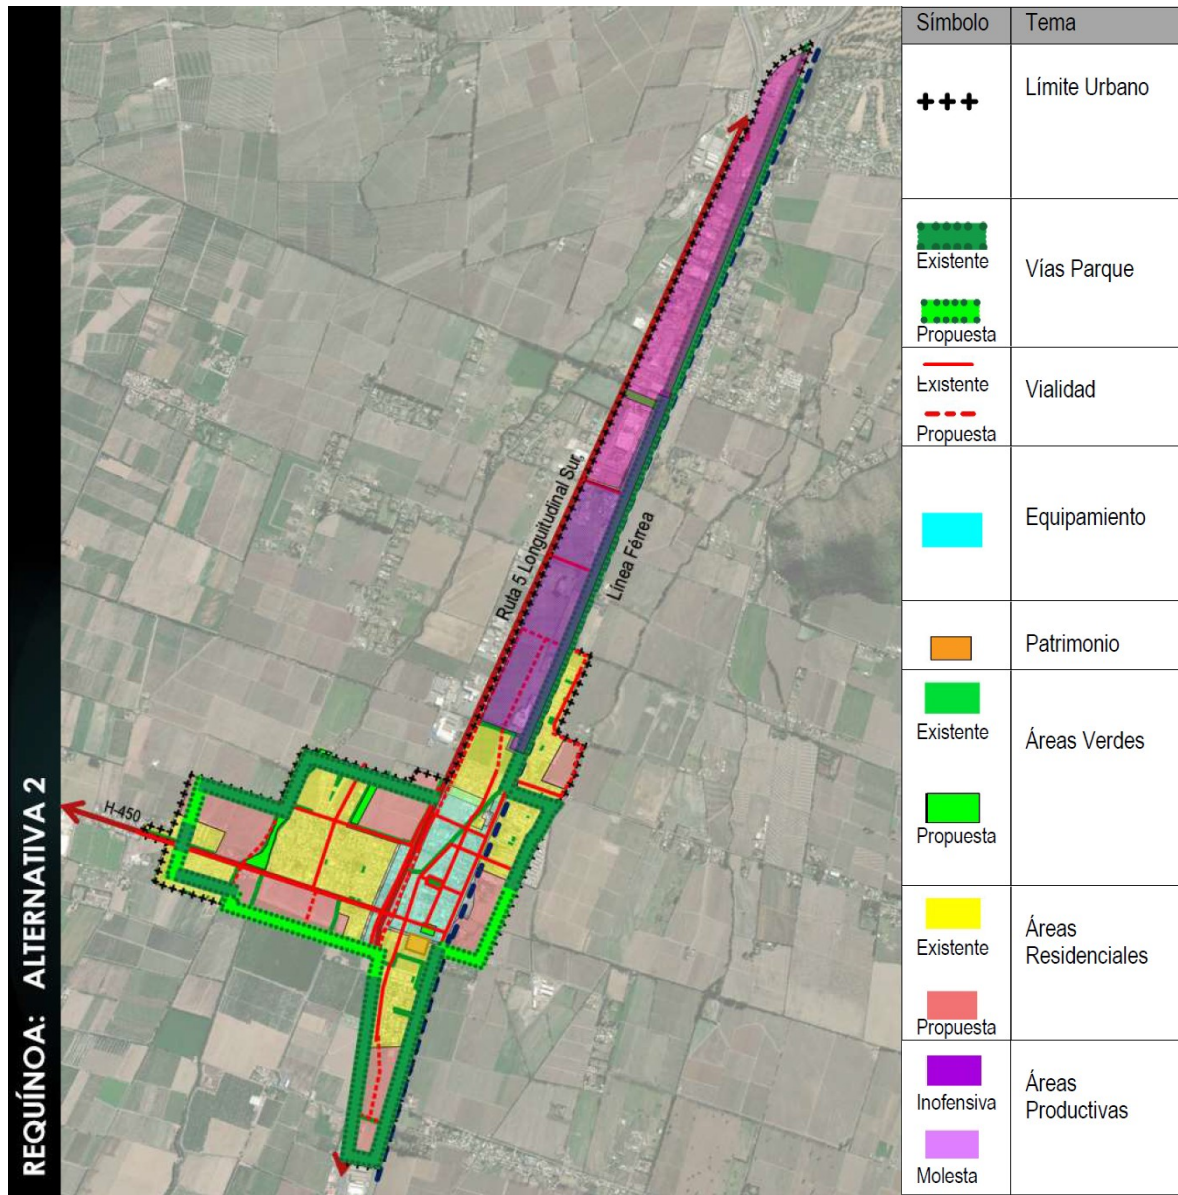 REQUÍNOA: ALTERNATIVA 2
Ruta 5 Longuitudinal Sur,
Línea Férrea
H-450
Símbolo Tema
Límite Urbano
Existente
Vías Parque
Propuesta
Existente
Vialidad
Propuesta
Equipamiento
Patrimonio
Existente
Áreas Verdes
Propuesta
Existente
Áreas
Residenciales
Propuesta
Inofensiva
Áreas
Productivas
Molesta